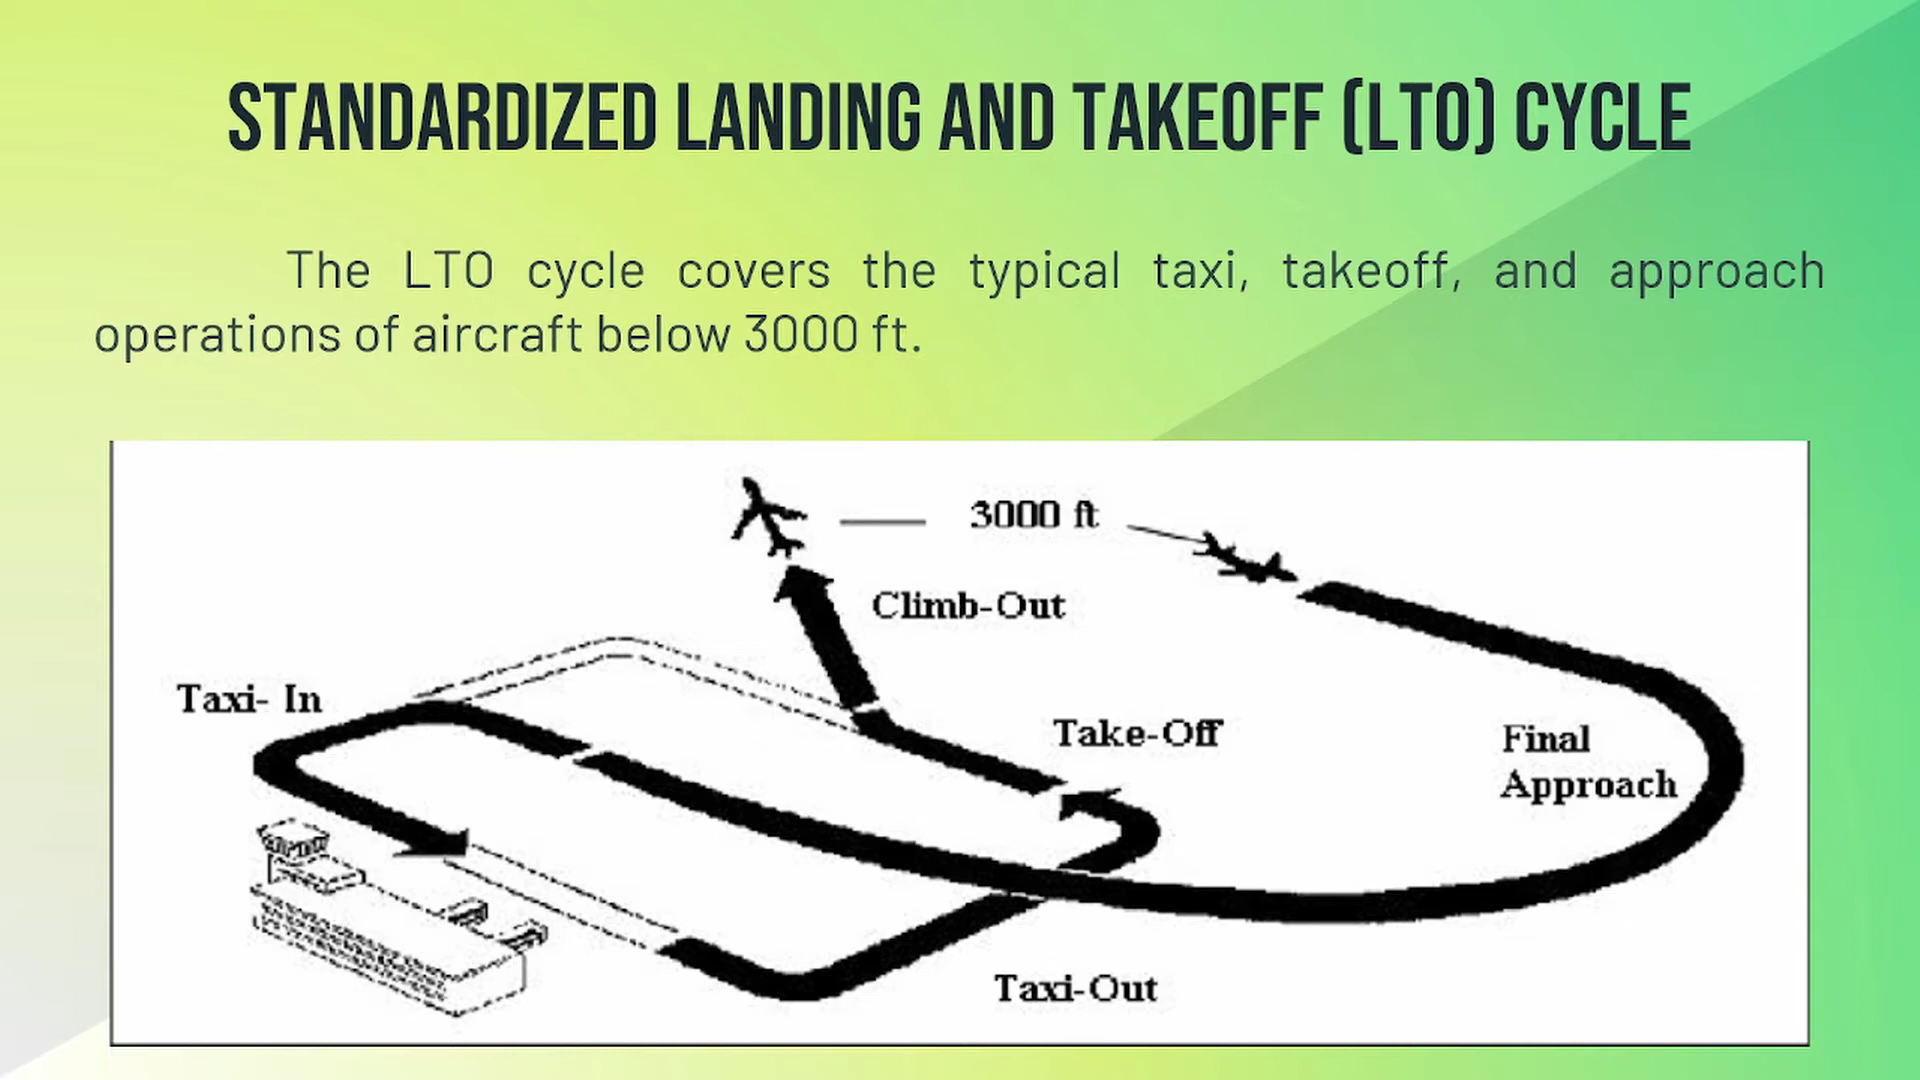 STANDARDIZED LANDING AND TAKEOFF (LTO) CYCLE
The LTO cycle covers the typical taxi, takeoff, and approach
operations of aircraft below 3000 ft.
3000 ft
Climb-Out
Taxi- In
Take-Off
Final
Approach
Taxi-Out